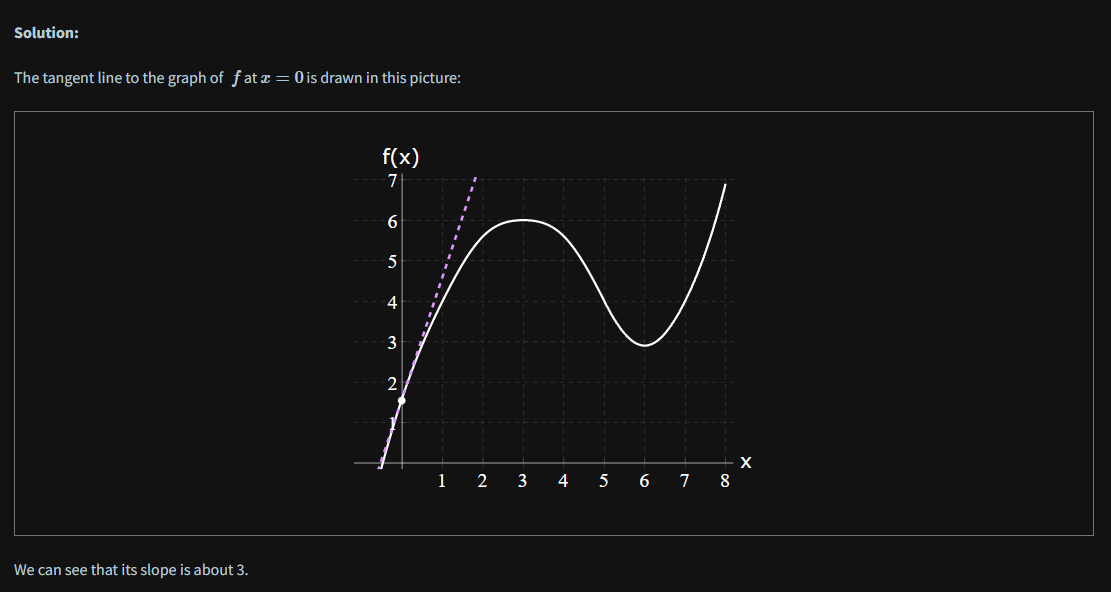 Solution:
The tangent line to the graph of f at x = 0 is drawn in this picture:
f(x)
7
6
5
4
3
2
1
x
1 2 3 4 5 6 7 8
We can see that its slope is about 3.